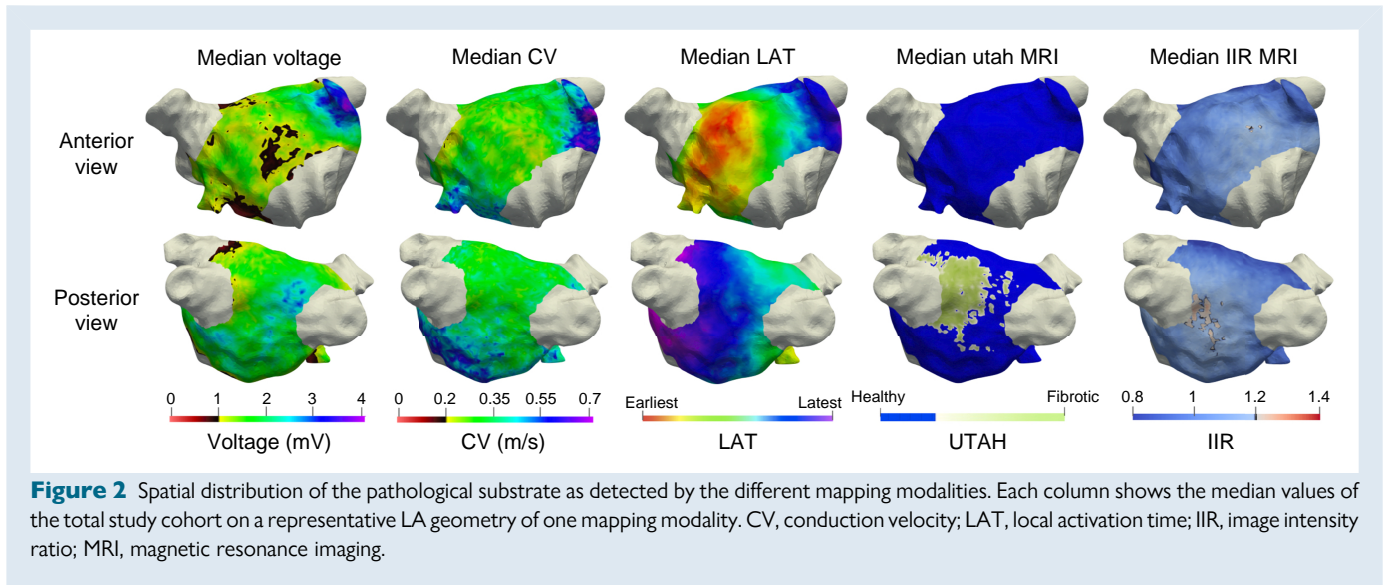 Median voltage Median CV Median LAT Median utah MRI Median IIR MRI
Anterior
view
Posterior
view
0 1 2 3 4 0 0.2 0.35 0.55 0.7 Earliest Latest Healthy Fibrotic 0.8 1 1.2 1.4
Voltage (mV) CV (m/s) LAT UTAH IIR
Figure 2 Spatial distribution of the pathological substrate as detected by the different mapping modalities. Each column shows the median values of
the total study cohort on a representative LA geometry of one mapping modality. CV, conduction velocity; LAT, local activation time; IIR, image intensity
ratio; MRI, magnetic resonance imaging.